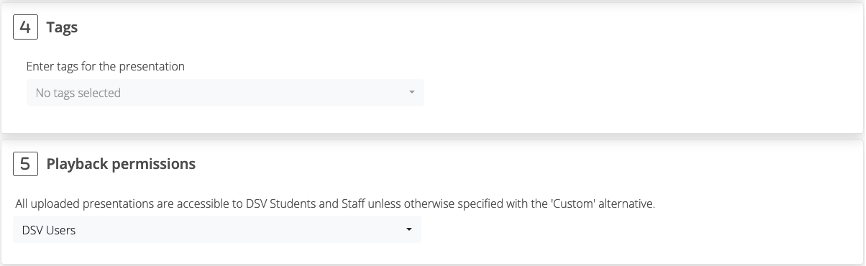 4 Tags
Enter tags for the presentation
No tags selected
5 Playback permissions
All uploaded presentations are accessible to DSV Students and Staff unless otherwise specified with the 'Custom' alternative.
DSV Users